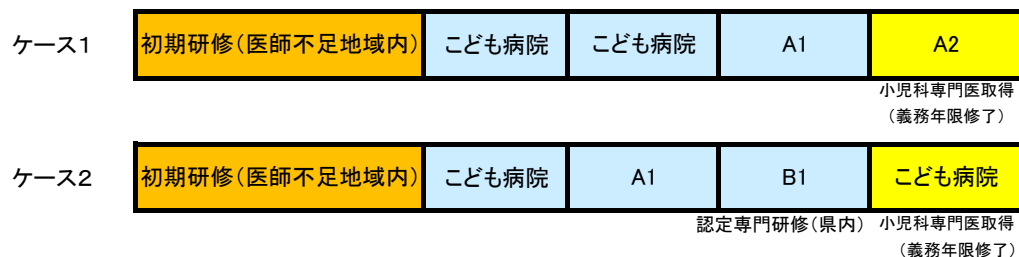 ケース1 初期研修(医師不足地域内) こども病院 こども病院 A1 A2
小児科専門医取得
(義務年限修了)
ケース2 初期研修(医師不足地域内) こども病院 A1 B1 こども病院
認定専門研修(県内) 小児科専門医取得
(義務年限修了)